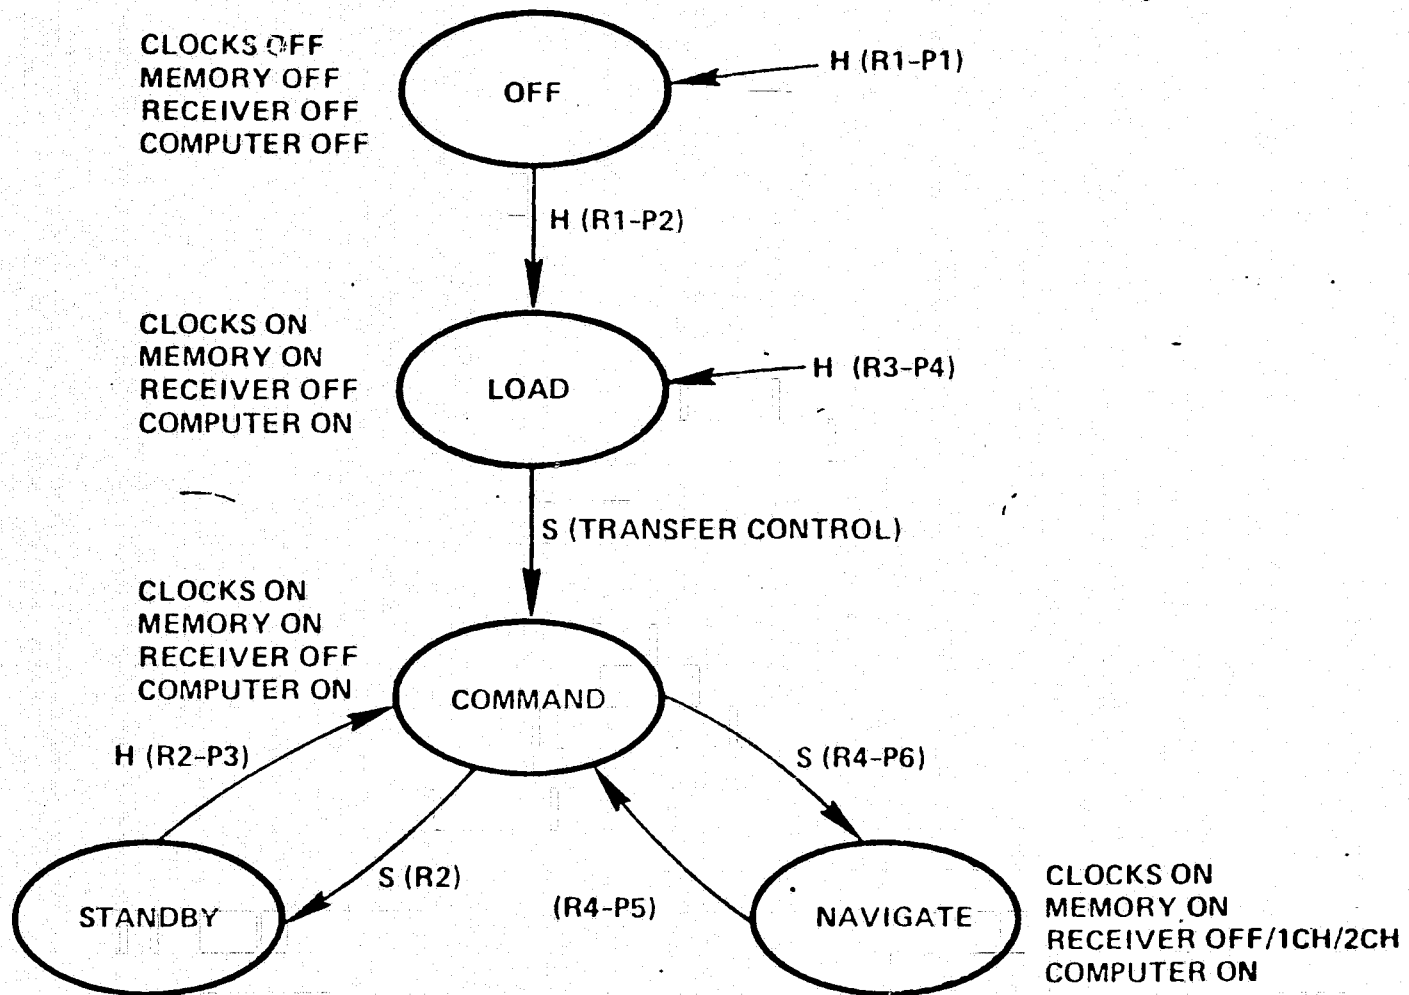 CLOCKS OFF
MEMORY OFF
RECEIVER OFF
COMPUTER OFF
OFF
H (R1-P1)
H (R1-P2)
CLOCKS ON
MEMORY ON
RECEIVER OFF
COMPUTER ON
LOAD
H (R3-P4)
S (TRANSFER CONTROL)
CLOCKS ON
MEMORY ON
RECEIVER OFF
COMPUTER ON
COMMAND
H (R2-P3)
S (R4-P6)
S (R2)
(R4-P5)
STANDBY
NAVIGATE
CLOCKS ON
MEMORY ON
RECEIVER OFF/1CH/2CH
COMPUTER ON